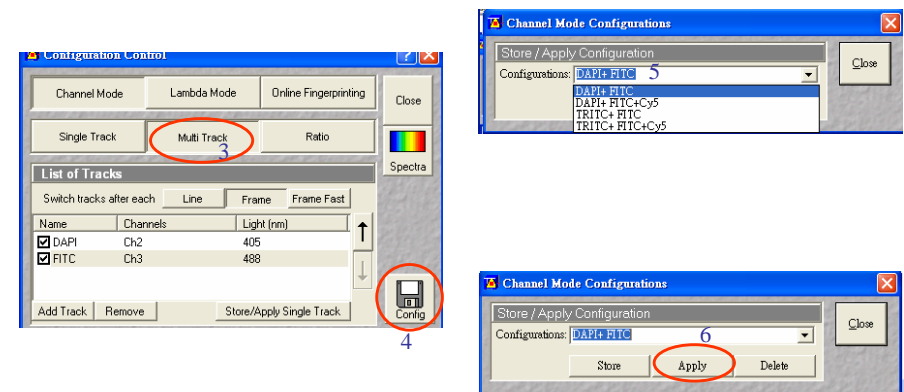 Configuration Control
Channel Mode Lambda Mode Online Fingerprinting
Close
Single Track Multi Track Ratio
3
Spectra
List of Tracks
Switch tracks after each Line Frame Frame Fast
Name Channels Light (nm)
DAPI Ch2 405
FITC Ch3 488
Add Track Remove Store/Apply Single Track
Config
4
Channel Mode Configurations
Store / Apply Configuration
Close
Configurations: DAPI+ FITC 5
DAPI+ FITC
DAPI+ FITC+Cy5
TRITC+ FITC
TRITC+ FITC+Cy5
Channel Mode Configurations
Store / Apply Configuration
Close
Configurations: DAPI+ FITC 6
Store Apply Delete